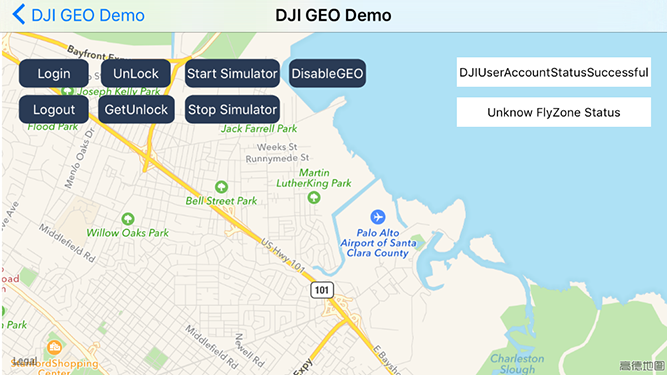 DJI GEO Demo
DJI GEO Demo
Bayfront Expy
Login
UnLock
Start Simulator
DisableGEO
DJIUserAccountStatusSuccessful
Joseph Kelly Park
Logout
GetUnlock
Stop Simulator
Unknow FlyZone Status
Flood Park
Jack Farrell Park
Menlo Oaks Dr
Weeks St
Runnymede St
Martin
LutherKing Park
Bell Street Park
Willow Oaks Park
Middlefield Rd
US Hwy 101
Palo Alto
Airport of Santa
Clara County
101
Middlefield Rd
Newell Rd
E Bayshore
Expy
Legal
Stanford Shopping
Center
Charleston
Slough
高德地图